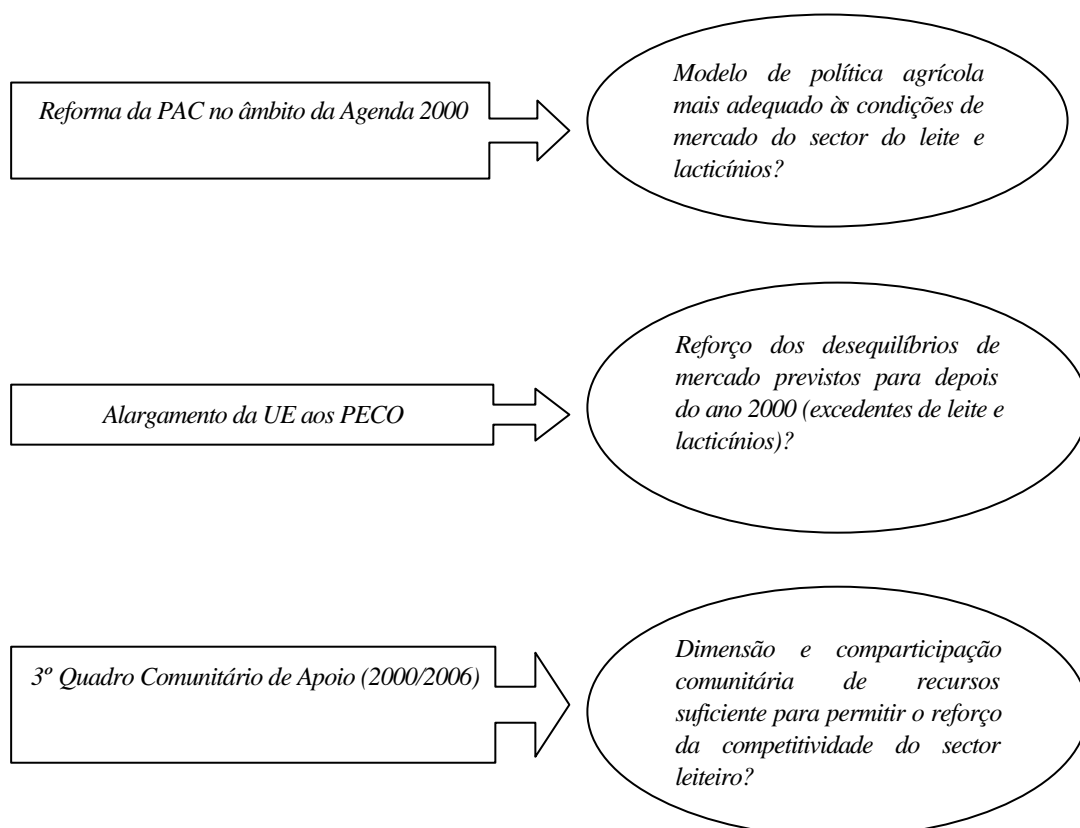 Reforma da PAC no âmbito da Agenda 2000
Modelo de política agrícola
mais adequado às condições de
mercado do sector do leite e
lacticínios?
Alargamento da UE aos PECO
Reforço dos desequilíbrios de
mercado previstos para depois
do ano 2000 (excedentes de leite e
lacticínios)?
3º Quadro Comunitário de Apoio (2000/2006)
Dimensão e comparticipação
comunitária de recursos
suficiente para permitir o reforço
da competitividade do sector
leiteiro?